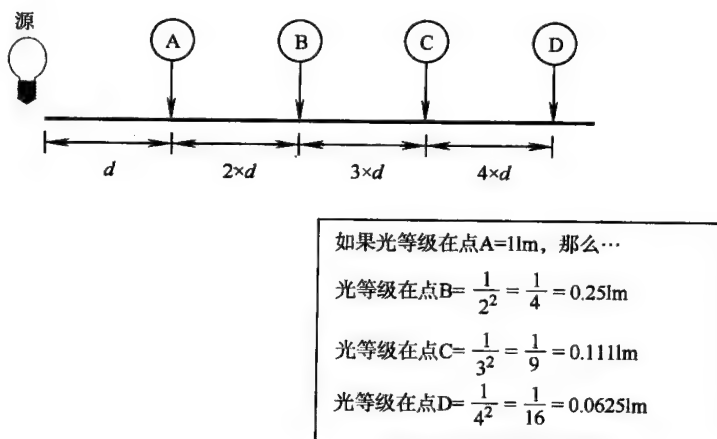 源
A B C D
d 2×d 3×d 4×d
如果光等级在点A=1lm，那么…
光等级在点B= 1/2² = 1/4 = 0.25lm
光等级在点C= 1/3² = 1/9 = 0.111lm
光等级在点D= 1/4² = 1/16 = 0.0625lm